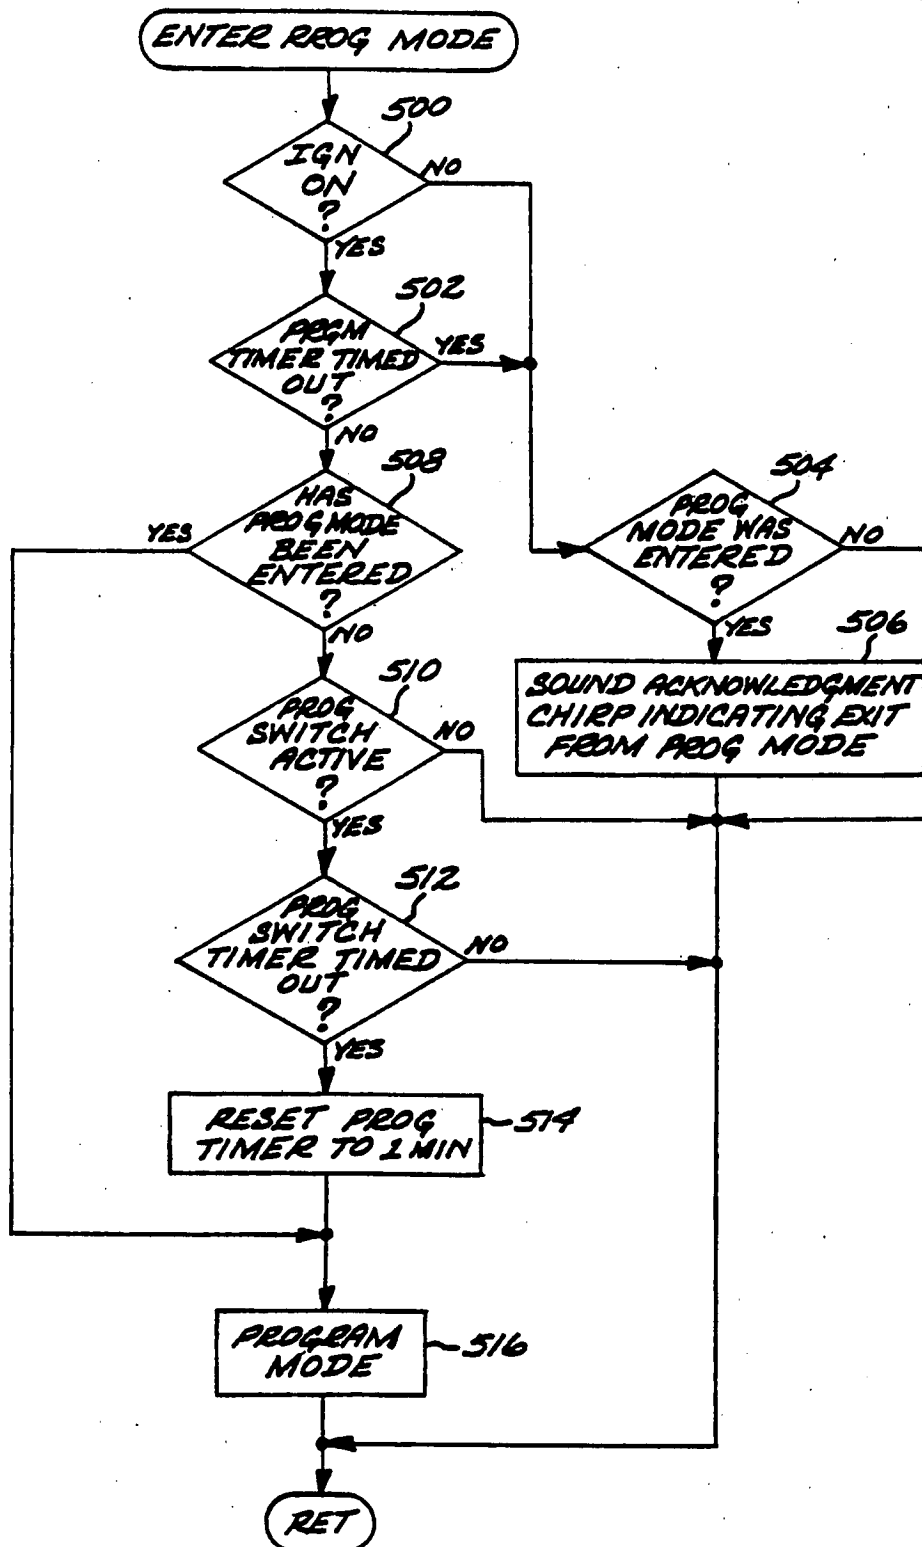 ENTER RROG MODE
500
IGN
ON
?
NO
YES
502
PRGM
TIMER TIMED
OUT
?
YES
NO
508
HAS
PROG MODE
BEEN
ENTERED
?
YES
NO
504
PROG
MODE WAS
ENTERED
?
NO
YES
506
SOUND ACKNOWLEDGMENT
CHIRP INDICATING EXIT
FROM PROG MODE
510
PROG
SWITCH
ACTIVE
?
NO
YES
512
PROG
SWITCH
TIMER TIMED
OUT
?
NO
YES
RESET PROG
TIMER TO 1 MIN
514
PROGRAM
MODE
516
RET